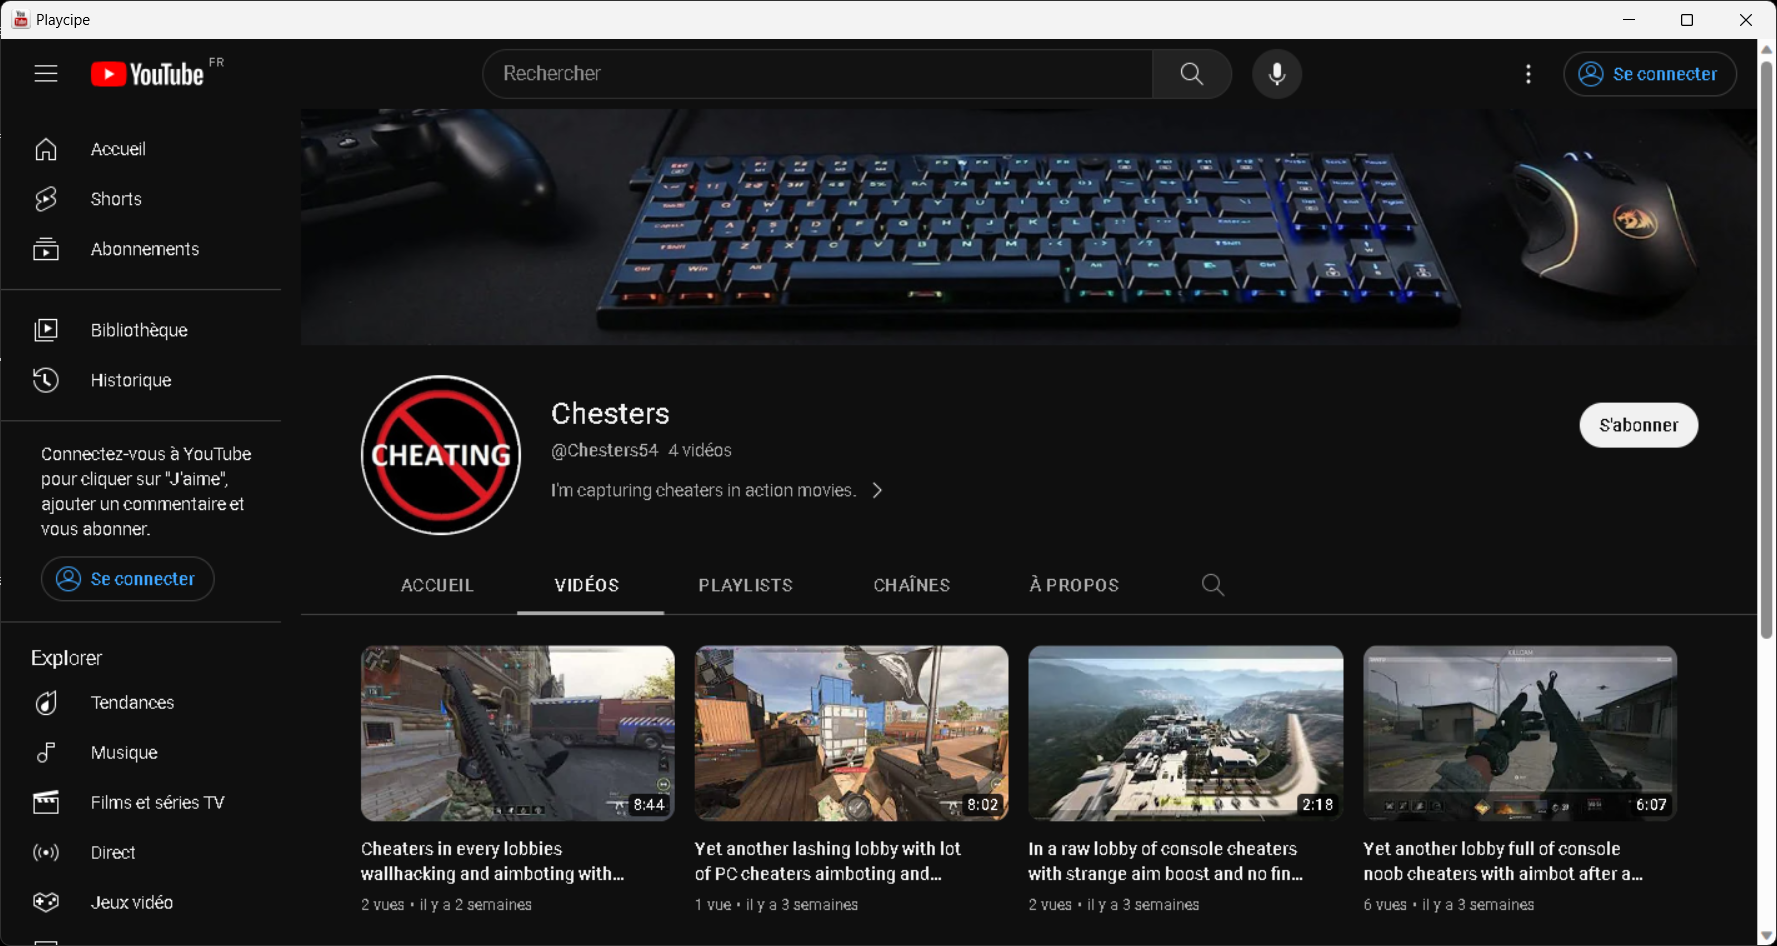 Playcipe
YouTube FR
Rechercher
Se connecter
Accueil
Shorts
Abonnements
Bibliothèque
Historique
Connectez-vous à YouTube
pour cliquer sur "J'aime",
ajouter un commentaire et
vous abonner.
Se connecter
Explorer
Tendances
Musique
Films et séries TV
Direct
Jeux vidéo
CHEATING
Chesters
@Chesters54 4 vidéos
I'm capturing cheaters in action movies.
S'abonner
ACCUEIL
VIDÉOS
PLAYLISTS
CHAÎNES
À PROPOS
8:44
Cheaters in every lobbies
wallhacking and aimboting with...
2 vues • il y a 2 semaines
8:02
Yet another lashing lobby with lot
of PC cheaters aimboting and...
1 vue • il y a 3 semaines
2:18
In a raw lobby of console cheaters
with strange aim boost and no fin...
2 vues • il y a 3 semaines
KILLCAM
6:07
Yet another lobby full of console
noob cheaters with aimbot after a...
6 vues • il y a 3 semaines